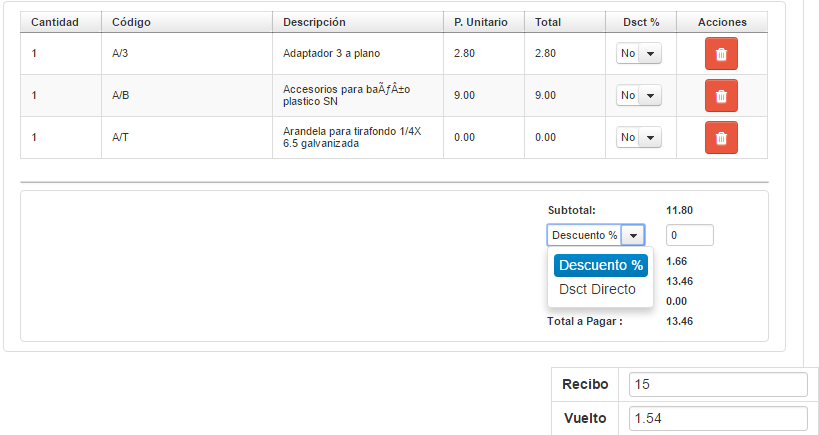 Cantidad Código Descripción P. Unitario Total Dsct % Acciones
1 A/3 Adaptador 3 a plano 2.80 2.80 No
1 A/B Accesorios para baÃƒÂ±o 9.00 9.00 No
plastico SN
1 A/T Arandela para tirafondo 1/4X 0.00 0.00 No
6.5 galvanizada
Subtotal: 11.80
Descuento % 0
Descuento % 1.66
Dsct Directo 13.46
0.00
Total a Pagar : 13.46
Recibo 15
Vuelto 1.54